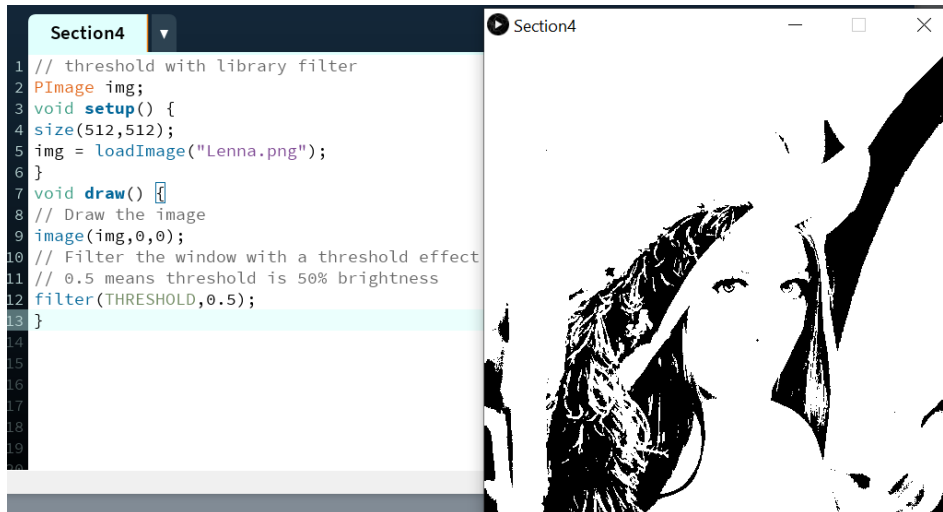 Section4 ▼
1 // threshold with library filter
2 PImage img;
3 void setup() {
4 size(512,512);
5 img = loadImage("Lenna.png");
6 }
7 void draw() {
8 // Draw the image
9 image(img,0,0);
10 // Filter the window with a threshold effect
11 // 0.5 means threshold is 50% brightness
12 filter(THRESHOLD,0.5);
13 }
14
15
16
17
18
19
Section4